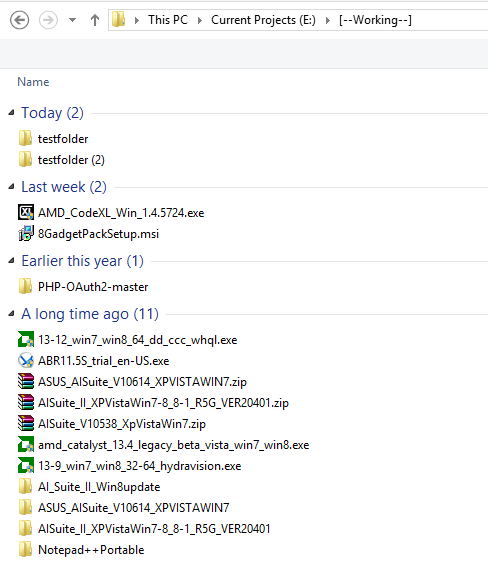 This PC Current Projects (E:) [--Working--]
Name
Today (2)
testfolder
testfolder (2)
Last week (2)
AMD_CodeXL_Win_1.4.5724.exe
8GadgetPackSetup.msi
Earlier this year (1)
PHP-OAuth2-master
A long time ago (11)
13-12_win7_win8_64_dd_ccc_whql.exe
ABR11.5S_trial_en-US.exe
ASUS_AISuite_V10614_XPVISTAWIN7.zip
AISuite_II_XPVistaWin7-8_8-1_R5G_VER20401.zip
AISuite_V10538_XpVistaWin7.zip
amd_catalyst_13.4_legacy_beta_vista_win7_win8.exe
13-9_win7_win8_32-64_hydravision.exe
AI_Suite_II_Win8update
ASUS_AISuite_V10614_XPVISTAWIN7
AISuite_II_XPVistaWin7-8_8-1_R5G_VER20401
Notepad++Portable